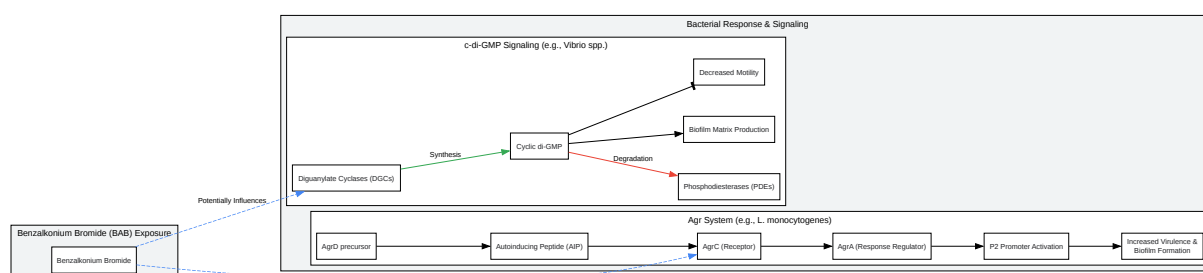 Bacterial Response & Signaling
c-di-GMP Signaling (e.g., Vibrio spp.)
Decreased Motility
Biofilm Matrix Production
Cyclic di-GMP
Synthesis
Degradation
Diguanylate Cyclases (DGCs)
Phosphodiesterases (PDEs)
Potentially Influences
Agr System (e.g., L. monocytogenes)
AgrD precursor
Autoinducing Peptide (AIP)
AgrC (Receptor)
AgrA (Response Regulator)
P2 Promoter Activation
Increased Virulence &
Biofilm Formation
Benzalkonium Bromide (BAB) Exposure
Benzalkonium Bromide